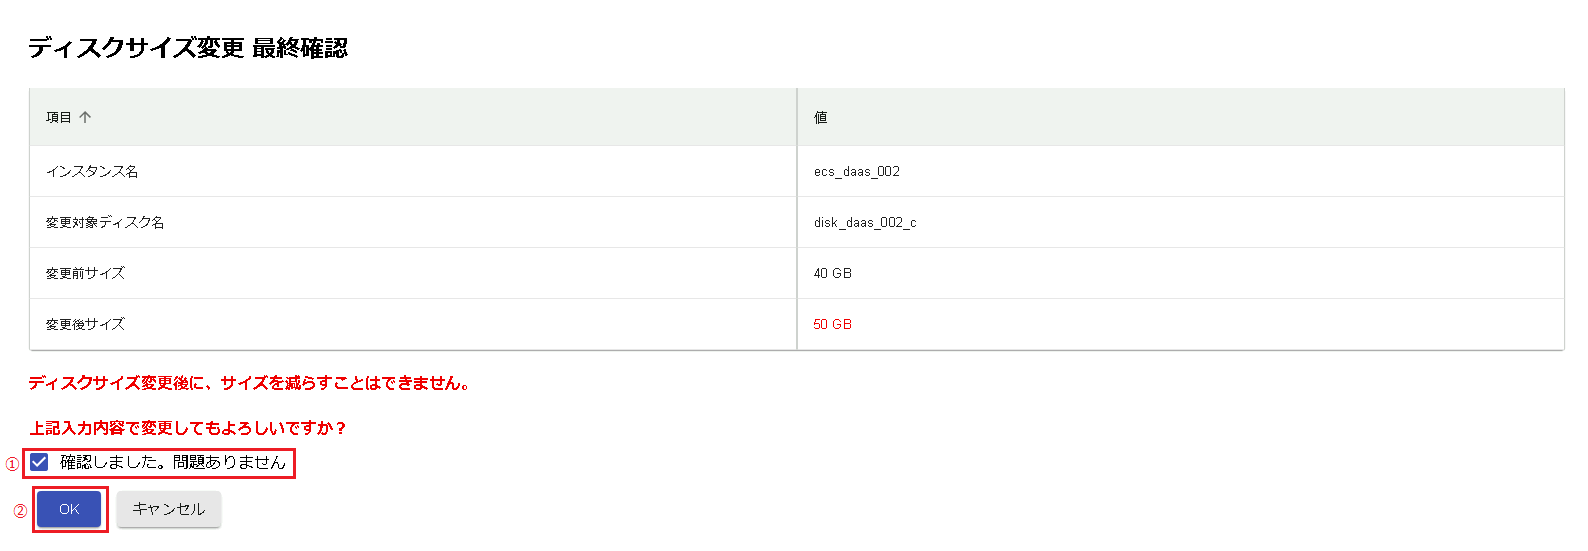 ディスクサイズ変更 最終確認
項目 ↑ 値
インスタンス名 ecs_daas_002
変更対象ディスク名 disk_daas_002_c
変更前サイズ 40 GB
変更後サイズ 50 GB
ディスクサイズ変更後に、サイズを減らすことはできません。
上記入力内容で変更してもよろしいですか？
① 確認しました。問題ありません
② OK キャンセル